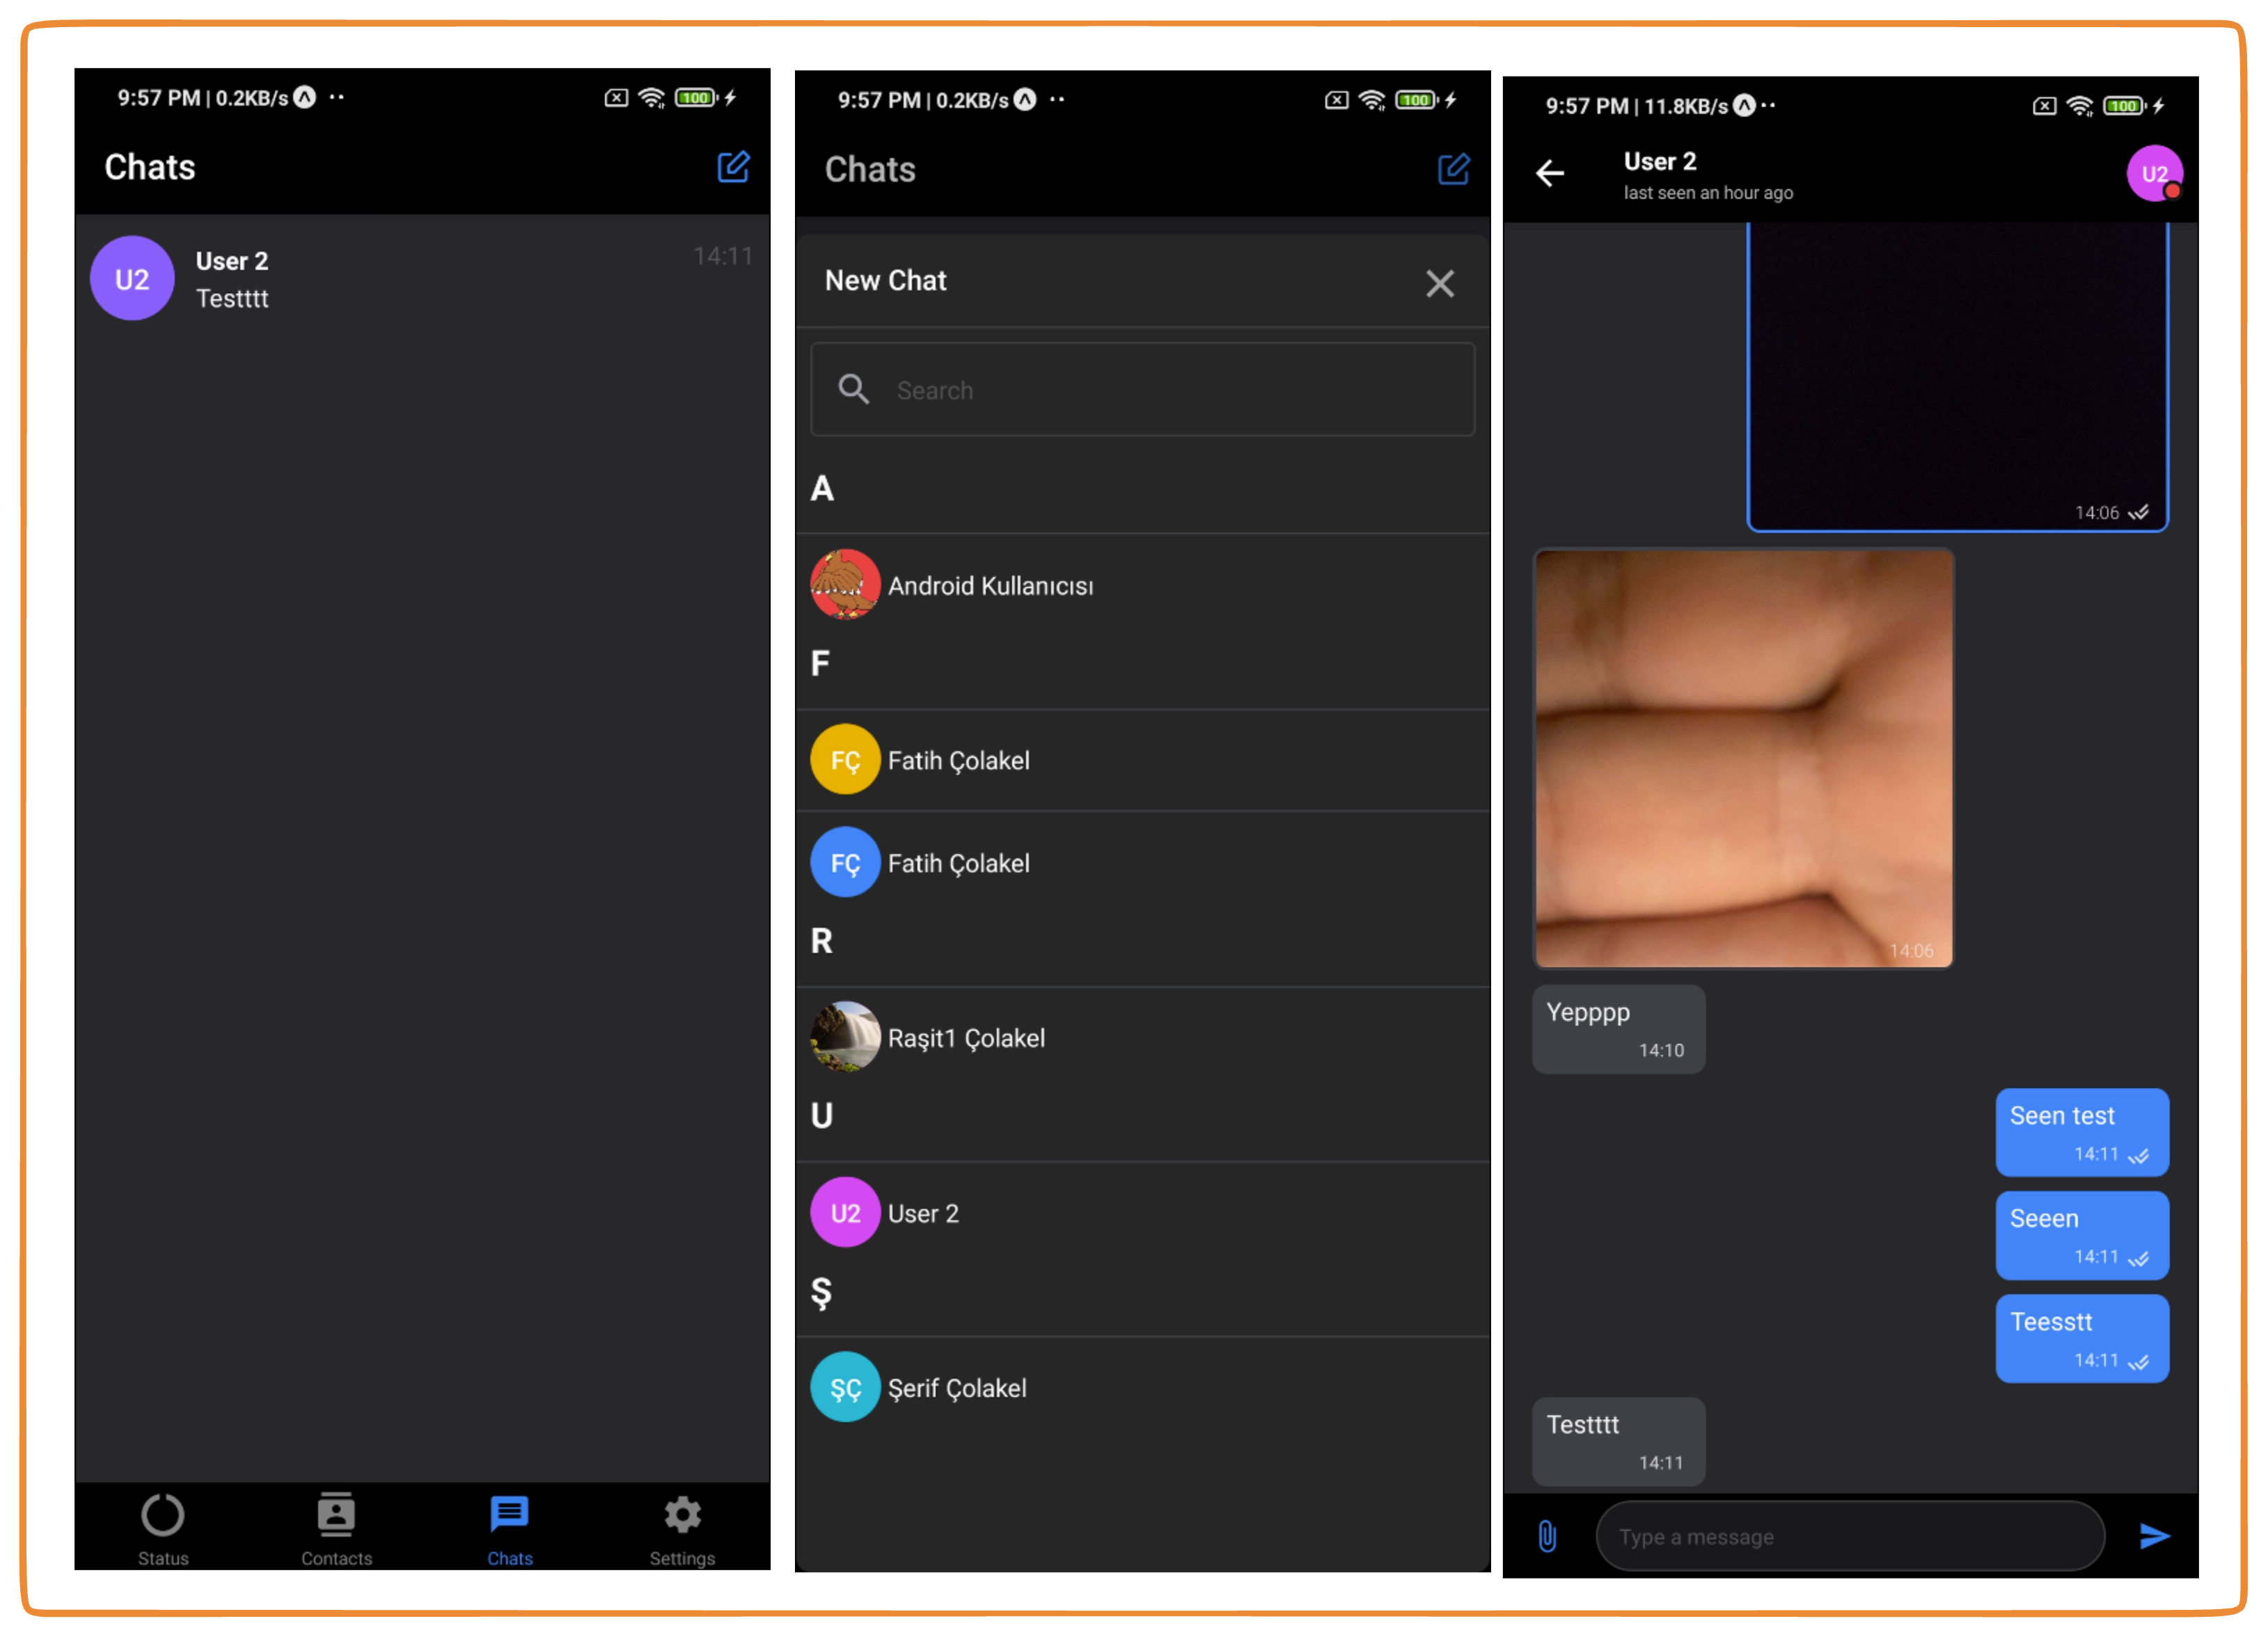 9:57 PM | 0.2KB/s
100
Chats
User 2
14:11
U2
Testttt
Status
Contacts
Chats
Settings
9:57 PM | 0.2KB/s
100
Chats
New Chat
Search
A
Android Kullanıcısı
F
FÇ Fatih Çolakel
FÇ Fatih Çolakel
R
Raşit1 Çolakel
U
U2 User 2
Ş
ŞÇ Şerif Çolakel
9:57 PM | 11.8KB/s
100
User 2
U2
last seen an hour ago
14:06
14:06
Yepppp
14:10
Seen test
14:11
Seeen
14:11
Teesstt
14:11
Testttt
14:11
Type a message